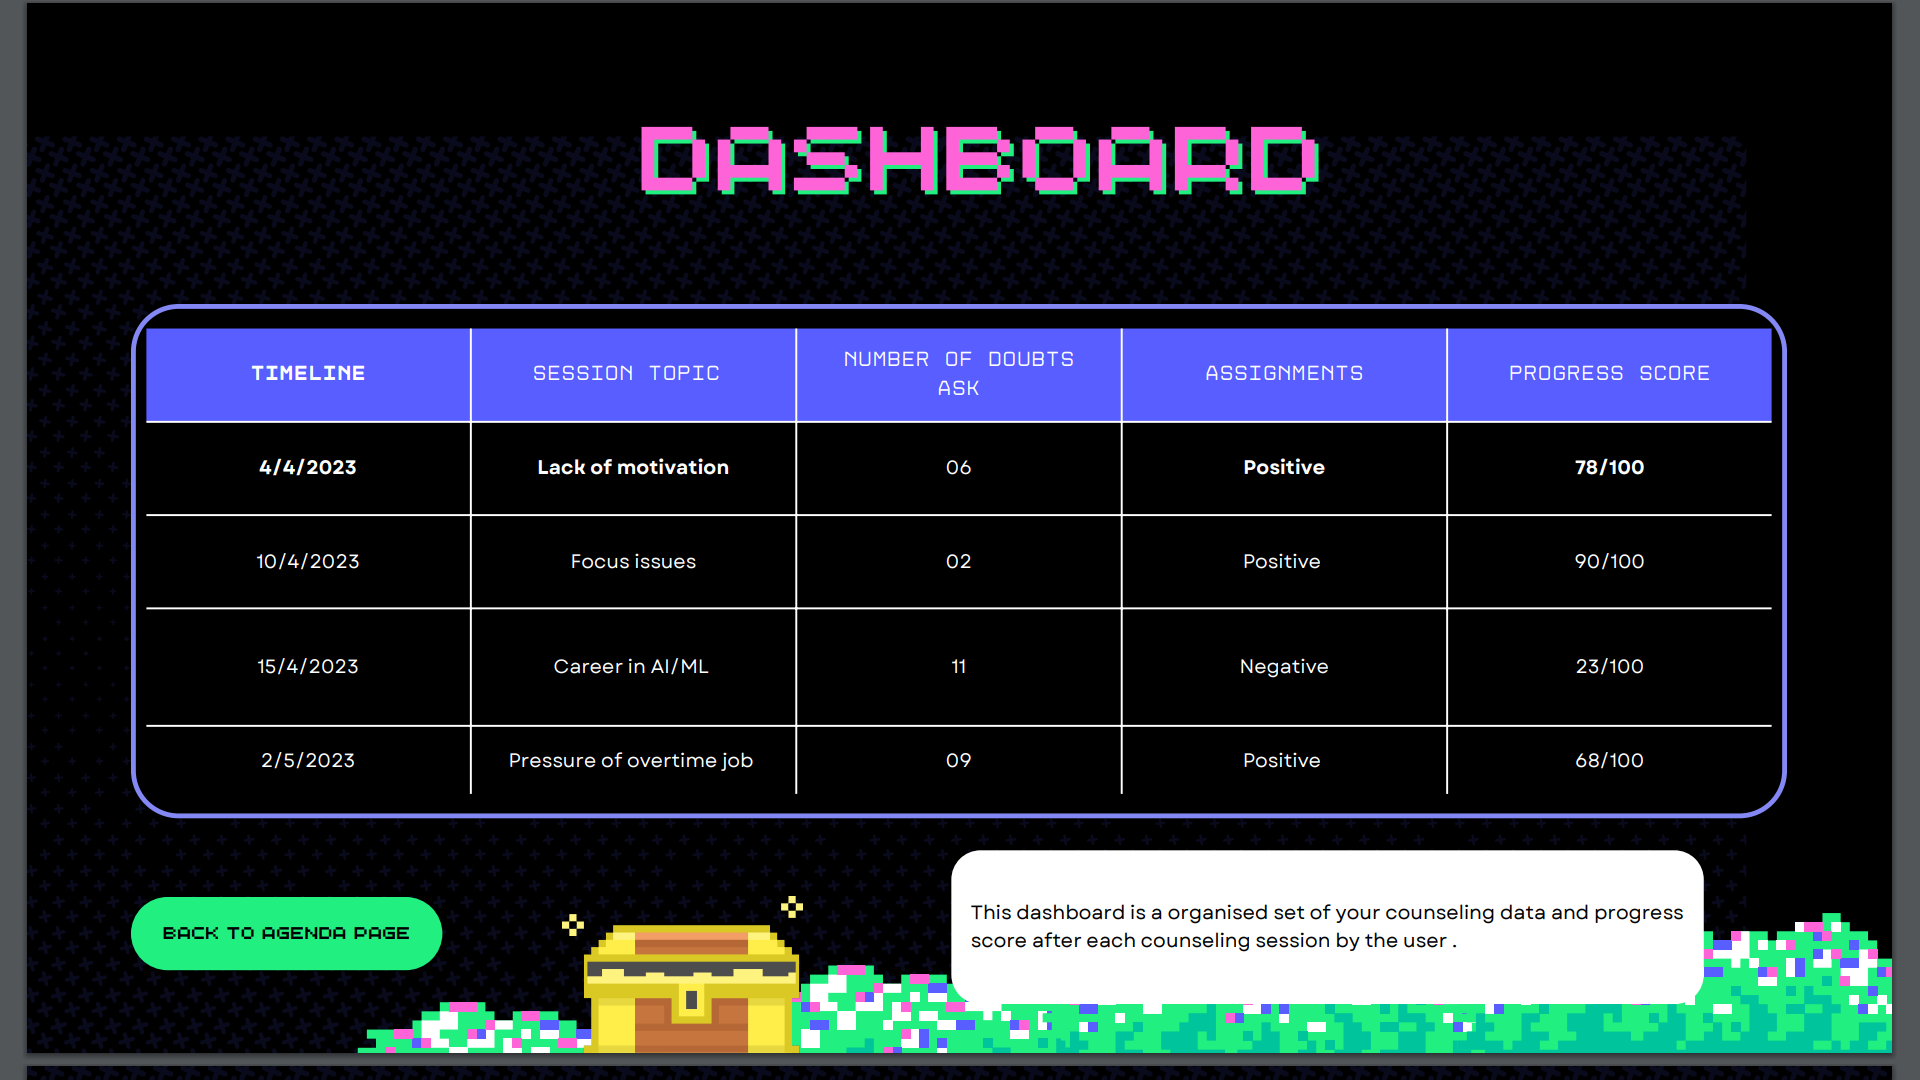 DASHBOARD
TIMELINE
SESSION TOPIC
NUMBER OF DOUBTS
ASK
ASSIGNMENTS
PROGRESS SCORE
4/4/2023
Lack of motivation
06
Positive
78/100
10/4/2023
Focus issues
02
Positive
90/100
15/4/2023
Career in AI/ML
11
Negative
23/100
2/5/2023
Pressure of overtime job
09
Positive
68/100
This dashboard is a organised set of your counseling data and progress
score after each counseling session by the user .
BACK TO AGENDA PAGE